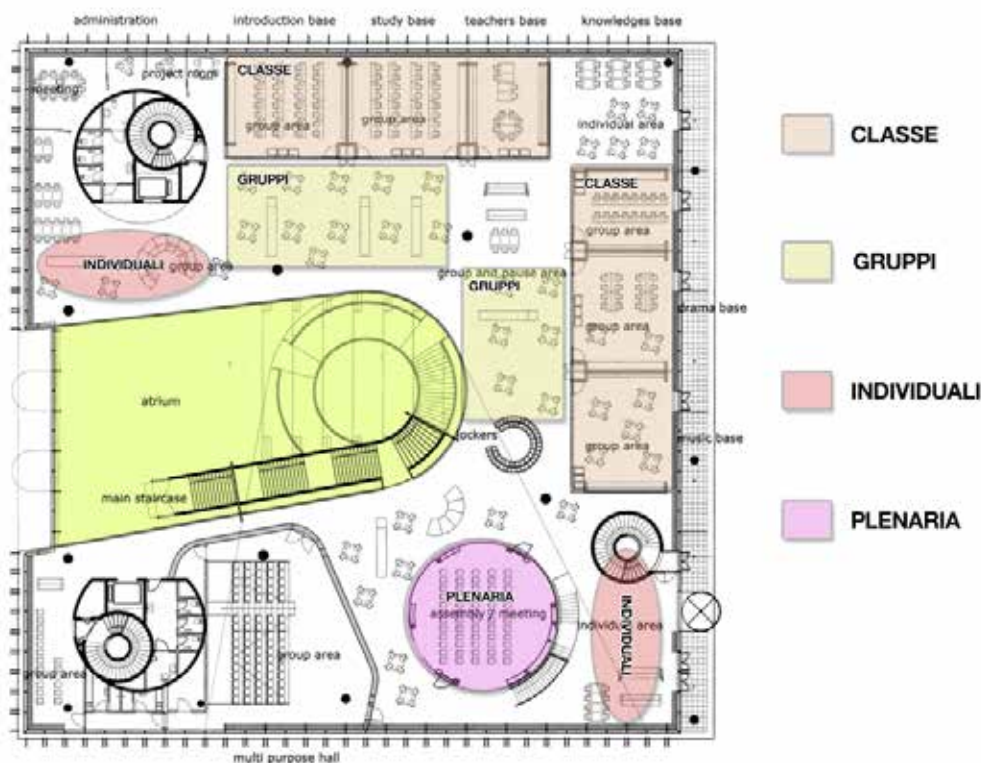 administration
introduction base
study base
teachers base
knowledges base
project room
meeting
CLASSE
group area
group area
individual area
GRUPPI
CLASSE
group area
INDIVIDUALI
group area
group and pause area
GRUPPI
drama base
group area
atrium
lockers
group area
music base
main staircase
PLENARIA
assembly / meeting
individual area
INDIVIDUALI
group area
group area
multi purpose hall
CLASSE
GRUPPI
INDIVIDUALI
PLENARIA